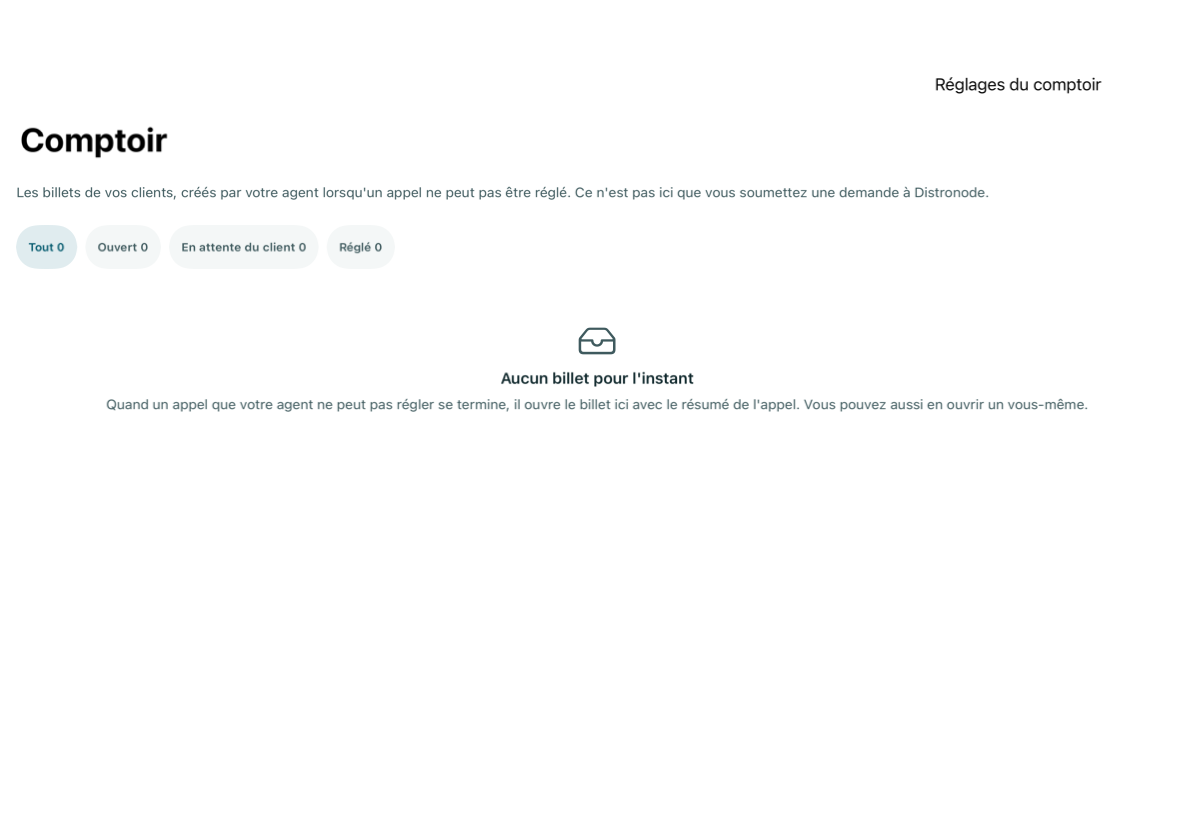 Réglages du comptoir
Comptoir
Les billets de vos clients, créés par votre agent lorsqu'un appel ne peut pas être réglé. Ce n'est pas ici que vous soumettez une demande à Distronode.
Tout 0 Ouvert 0 En attente du client 0 Réglé 0
Aucun billet pour l'instant
Quand un appel que votre agent ne peut pas régler se termine, il ouvre le billet ici avec le résumé de l'appel. Vous pouvez aussi en ouvrir un vous-même.